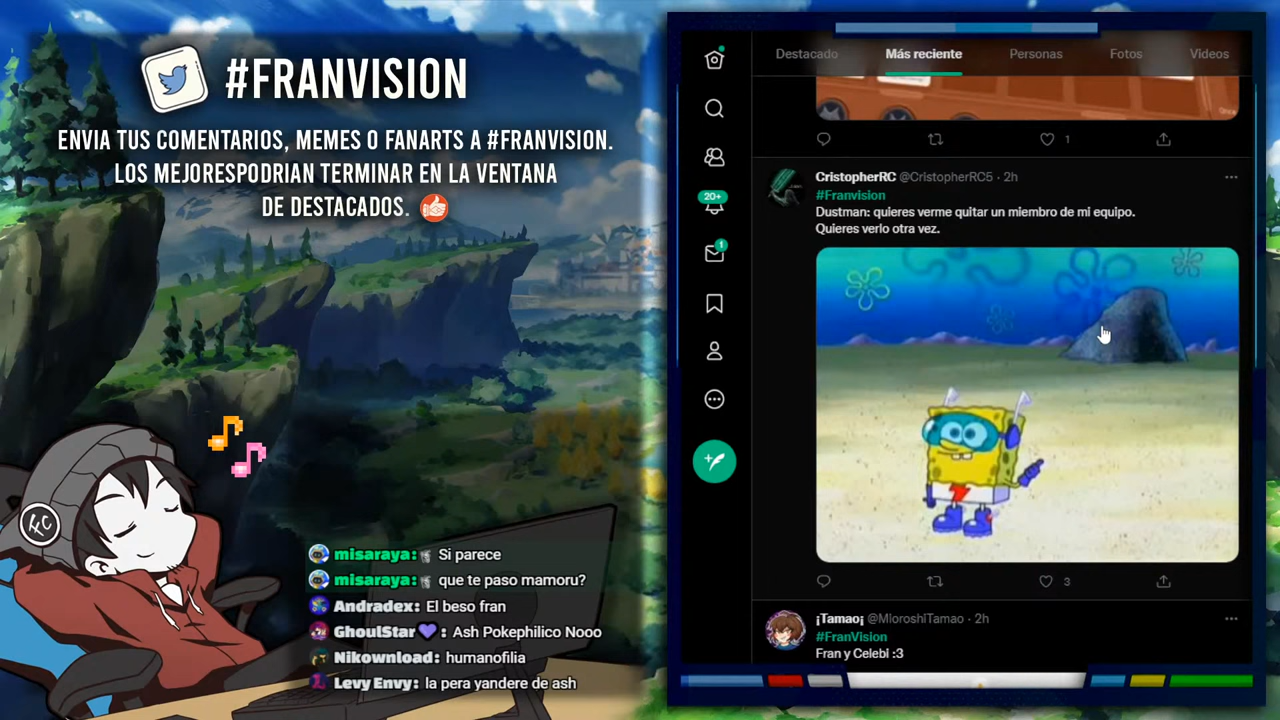 #FRANVISION
ENVIA TUS COMENTARIOS, MEMES O FANARTS A #FRANVISION.
LOS MEJORESPODRIAN TERMINAR EN LA VENTANA
DE DESTACADOS.
misaraya: Si parece
misaraya: que te paso mamoru?
Andradex: El beso fran
GhoulStar : Ash Pokephilico Nooo
Nikownload: humanofilia
Levy Envy: la pera yandere de ash
Destacado Más reciente Personas Fotos Videos
1
CristopherRC @CristopherRC5 · 2h
#Franvision
Dustman: quieres verme quitar un miembro de mi equipo.
Quieres verlo otra vez.
3
¡Tamao¡ @MioroshiTamao · 2h
#FranVision
Fran y Celebi :3
20+
1